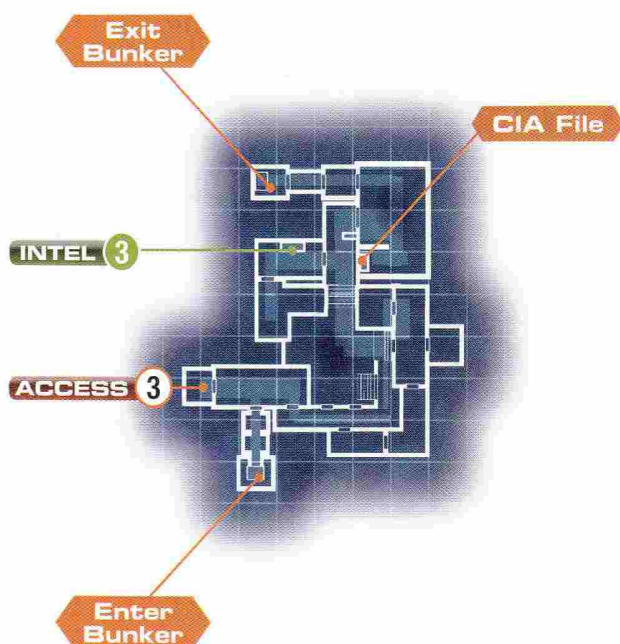 Exit
Bunker
CIA File
INTEL 3
ACCESS 3
Enter
Bunker